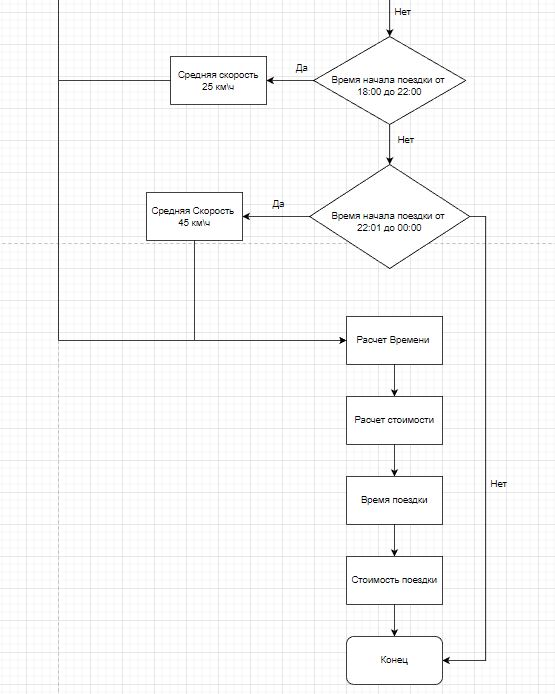 Нет
Средняя скорость
25 км\ч
Да
Время начала поездки от
18:00 до 22:00
Нет
Средняя Скорость
45 км\ч
Да
Время начала поездки от
22:01 до 00:00
Расчет Времени
Расчет стоимости
Время поездки
Нет
Стоимость поездки
Конец